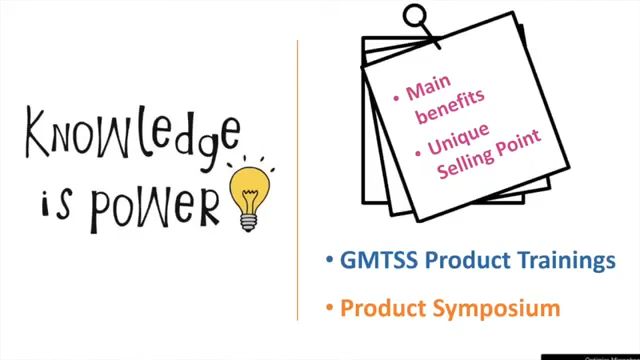 Knowledge
is power
• Main
benefits
• Unique
Selling Point
• GMTSS Product Trainings
• Product Symposium